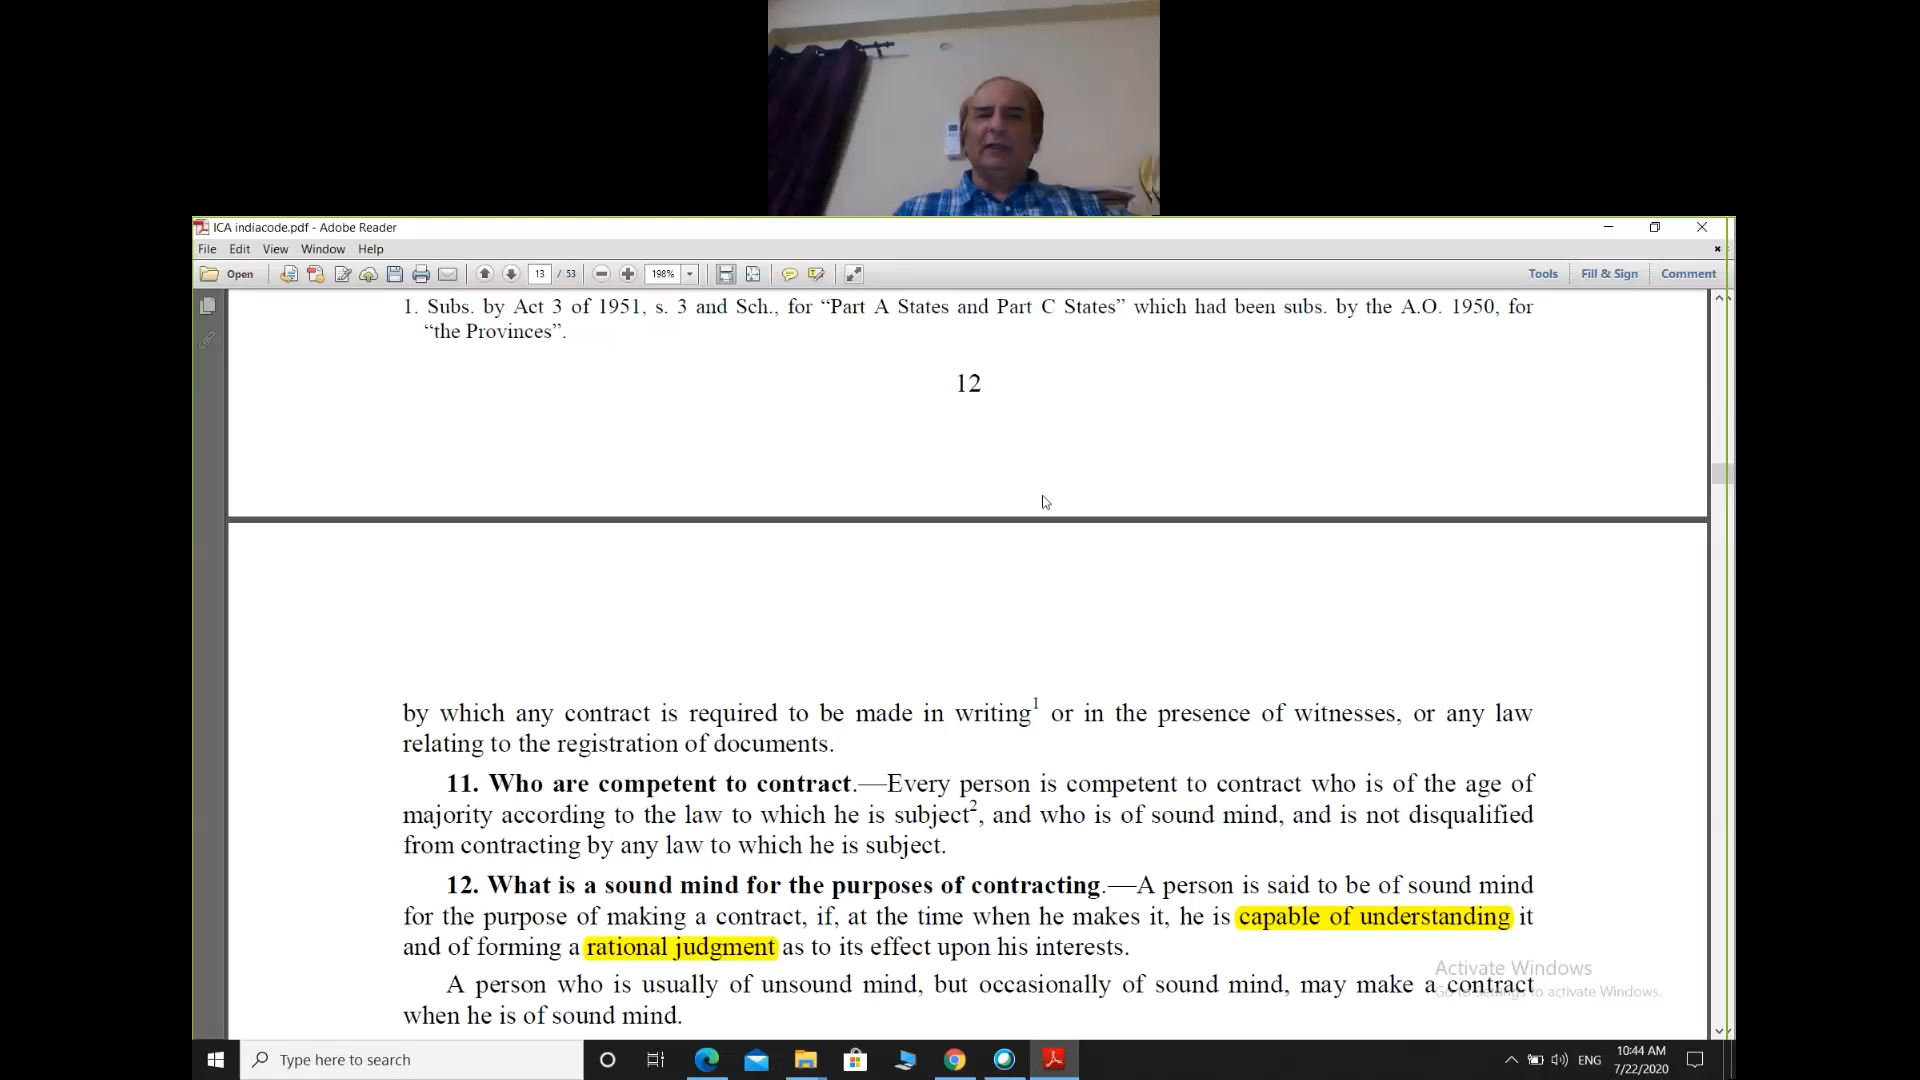 ICA indiacode.pdf - Adobe Reader
File Edit View Window Help
Open 13 / 53 198% Tools Fill & Sign Comment
1. Subs. by Act 3 of 1951, s. 3 and Sch., for “Part A States and Part C States” which had been subs. by the A.O. 1950, for
“the Provinces”.
12
by which any contract is required to be made in writing1 or in the presence of witnesses, or any law
relating to the registration of documents.
11. Who are competent to contract.—Every person is competent to contract who is of the age of
majority according to the law to which he is subject2, and who is of sound mind, and is not disqualified
from contracting by any law to which he is subject.
12. What is a sound mind for the purposes of contracting.—A person is said to be of sound mind
for the purpose of making a contract, if, at the time when he makes it, he is capable of understanding it
and of forming a rational judgment as to its effect upon his interests.
Activate Windows
A person who is usually of unsound mind, but occasionally of sound mind, may make a contract
Go to Settings to activate Windows.
when he is of sound mind.
Type here to search
ENG
10:44 AM
7/22/2020